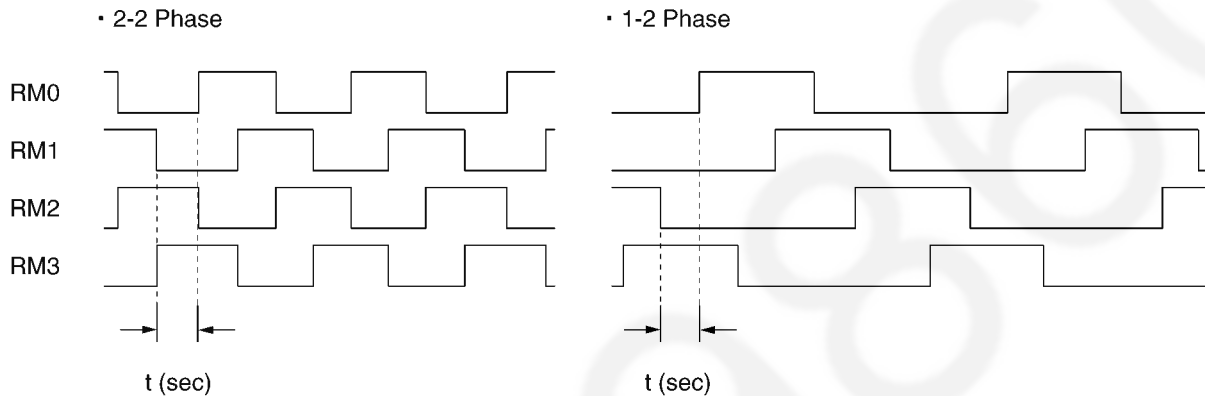 · 2-2 Phase
· 1-2 Phase
RM0
RM1
RM2
RM3
t (sec)
t (sec)